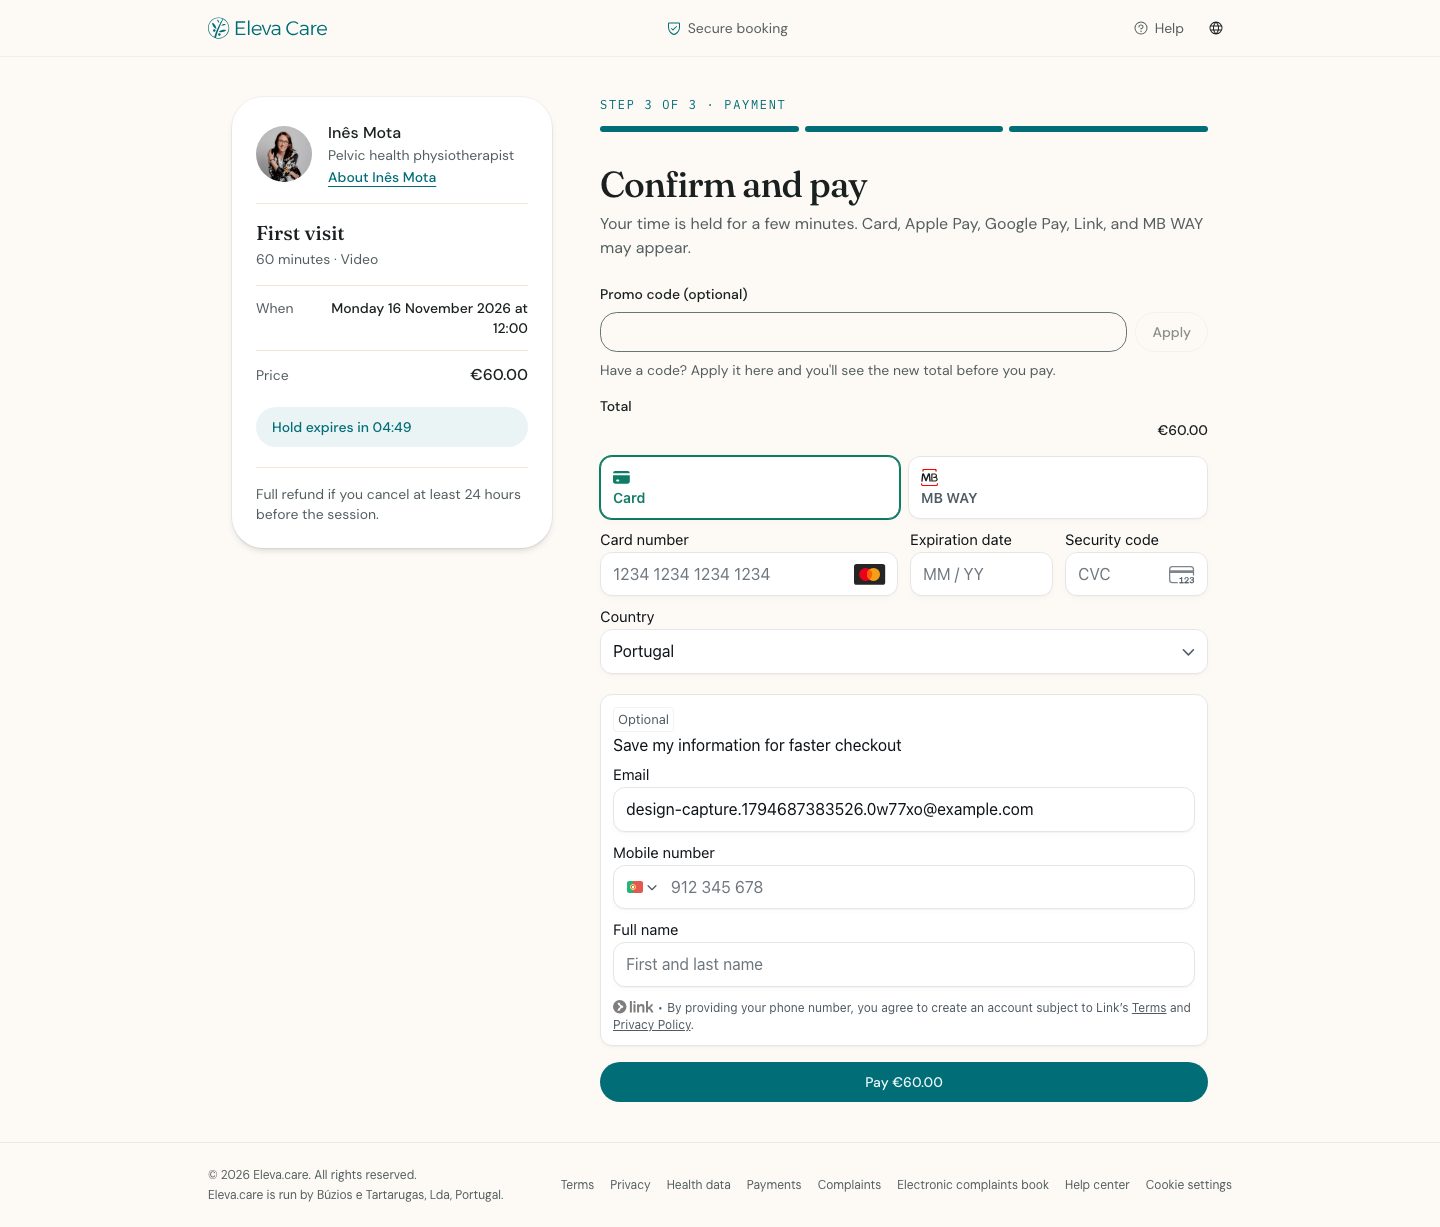 Eleva Care
Secure booking
Help
Inês Mota
Pelvic health physiotherapist
About Inês Mota
First visit
60 minutes · Video
When
Monday 16 November 2026 at
12:00
Price
€60.00
Hold expires in 04:49
Full refund if you cancel at least 24 hours
before the session.
STEP 3 OF 3 · PAYMENT
Confirm and pay
Your time is held for a few minutes. Card, Apple Pay, Google Pay, Link, and MB WAY
may appear.
Promo code (optional)
Apply
Have a code? Apply it here and you'll see the new total before you pay.
Total
€60.00
Card
MB
MB WAY
Card number
Expiration date
Security code
1234 1234 1234 1234
MM / YY
CVC
123
Country
Portugal
Optional
Save my information for faster checkout
Email
design-capture.1794687383526.0w77xo@example.com
Mobile number
912 345 678
Full name
First and last name
link • By providing your phone number, you agree to create an account subject to Link's Terms and
Privacy Policy.
Pay €60.00
© 2026 Eleva.care. All rights reserved.
Eleva.care is run by Búzios e Tartarugas, Lda, Portugal.
Terms
Privacy
Health data
Payments
Complaints
Electronic complaints book
Help center
Cookie settings